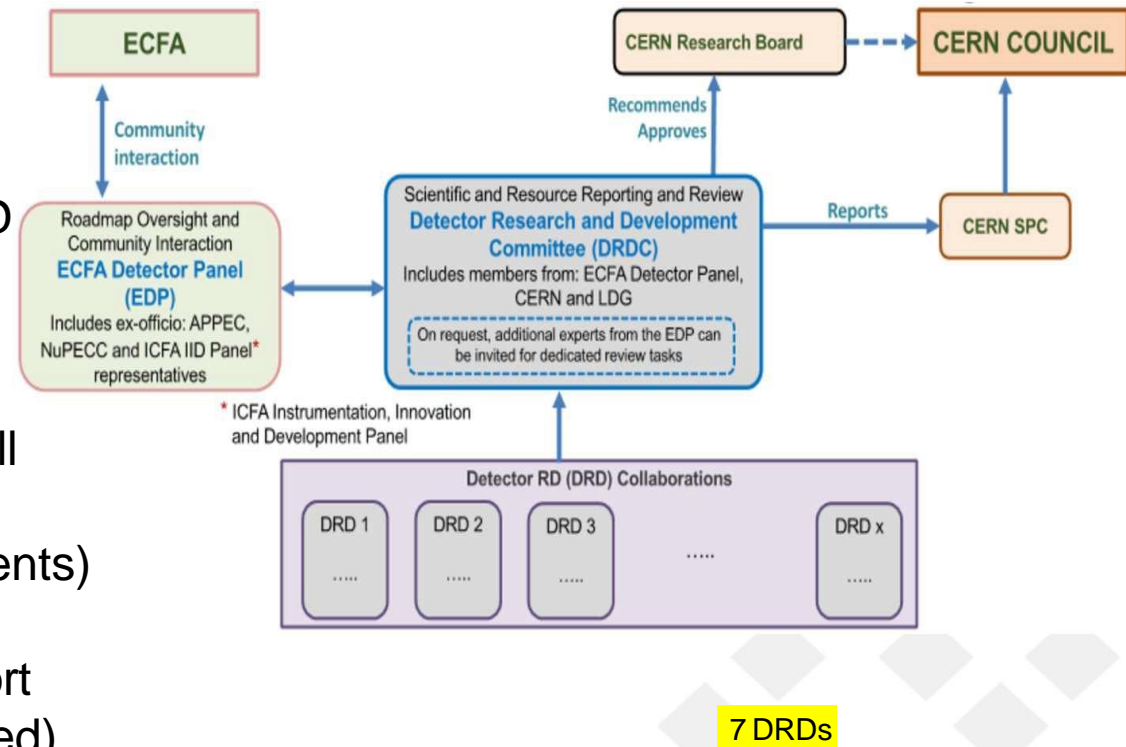 ECFA
CERN Research Board
CERN COUNCIL
Community
interaction
Recommends
Approves
Roadmap Oversight and
Community Interaction
ECFA Detector Panel
(EDP)
Includes ex-officio: APPEC,
NuPECC and ICFA IID Panel*
representatives
Scientific and Resource Reporting and Review
Detector Research and Development
Committee (DRDC)
Includes members from: ECFA Detector Panel,
CERN and LDG
On request, additional experts from the EDP can
be invited for dedicated review tasks
Reports
CERN SPC
* ICFA Instrumentation, Innovation
and Development Panel
ents)
Detector RD (DRD) Collaborations
DRD 1
.....
DRD 2
.....
DRD 3
.....
.....
DRD x
.....
7 DRDs